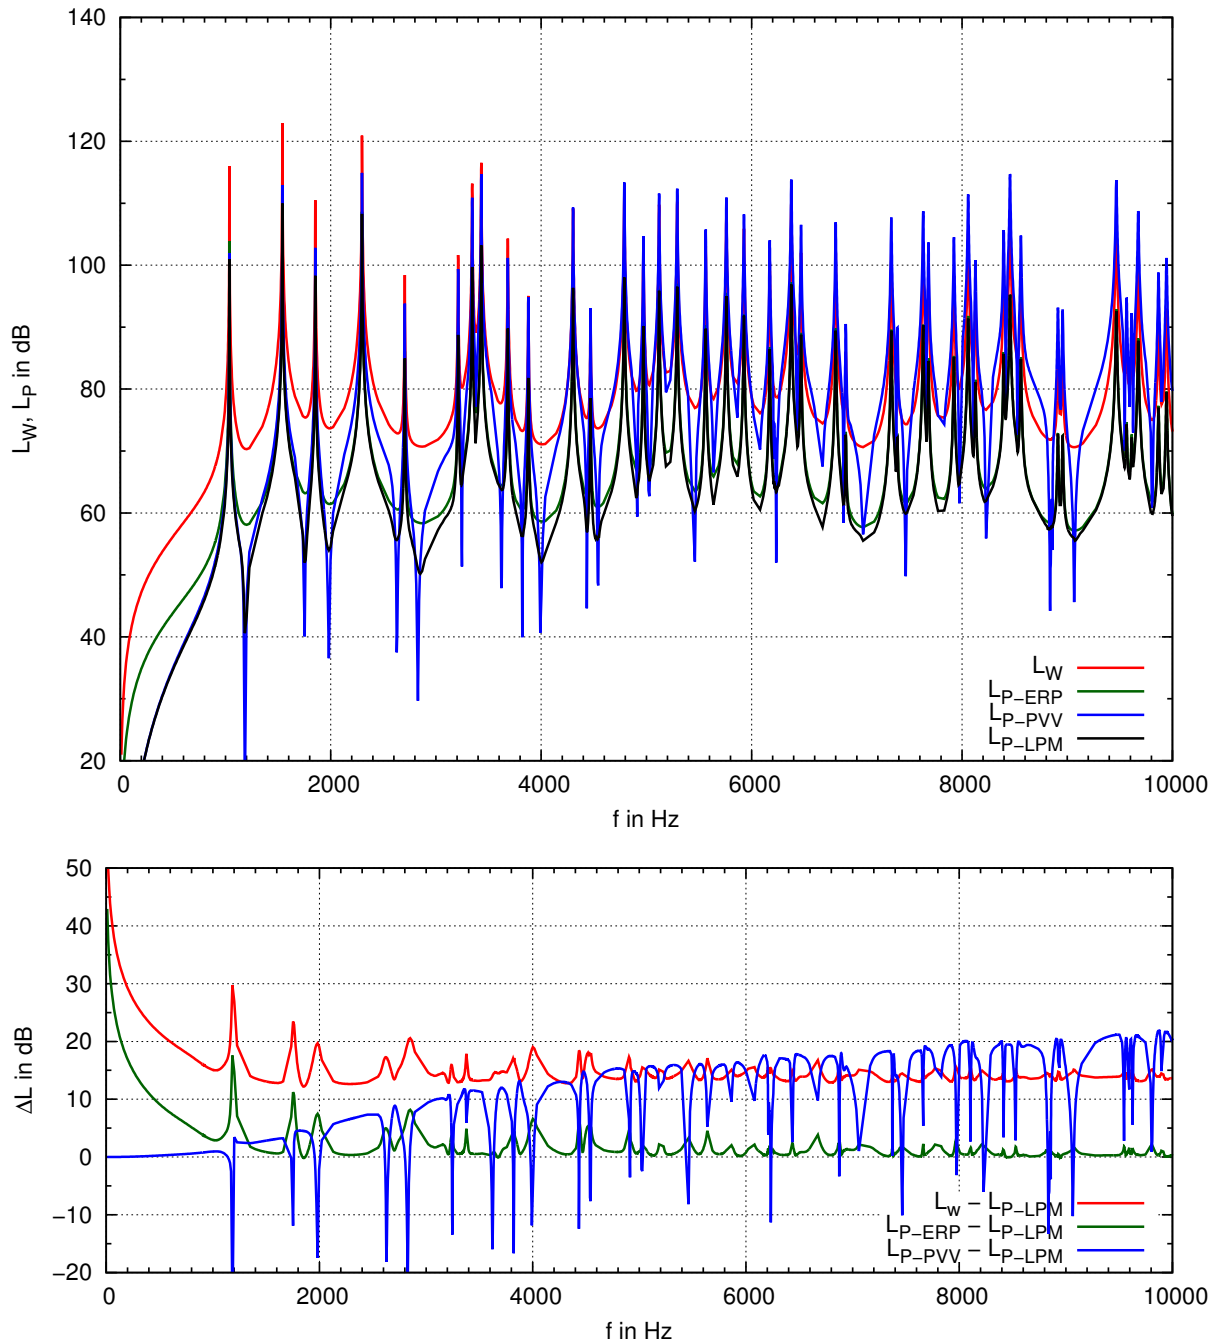 140
120
100
80
60
40
20
L_W, L_P in dB
L_W
L_P−ERP
L_P−PVV
L_P−LPM
0 2000 4000 6000 8000 10000
f in Hz
50
40
30
20
10
0
−10
−20
ΔL in dB
L_w − L_P−LPM
L_P−ERP − L_P−LPM
L_P−PVV − L_P−LPM
0 2000 4000 6000 8000 10000
f in Hz